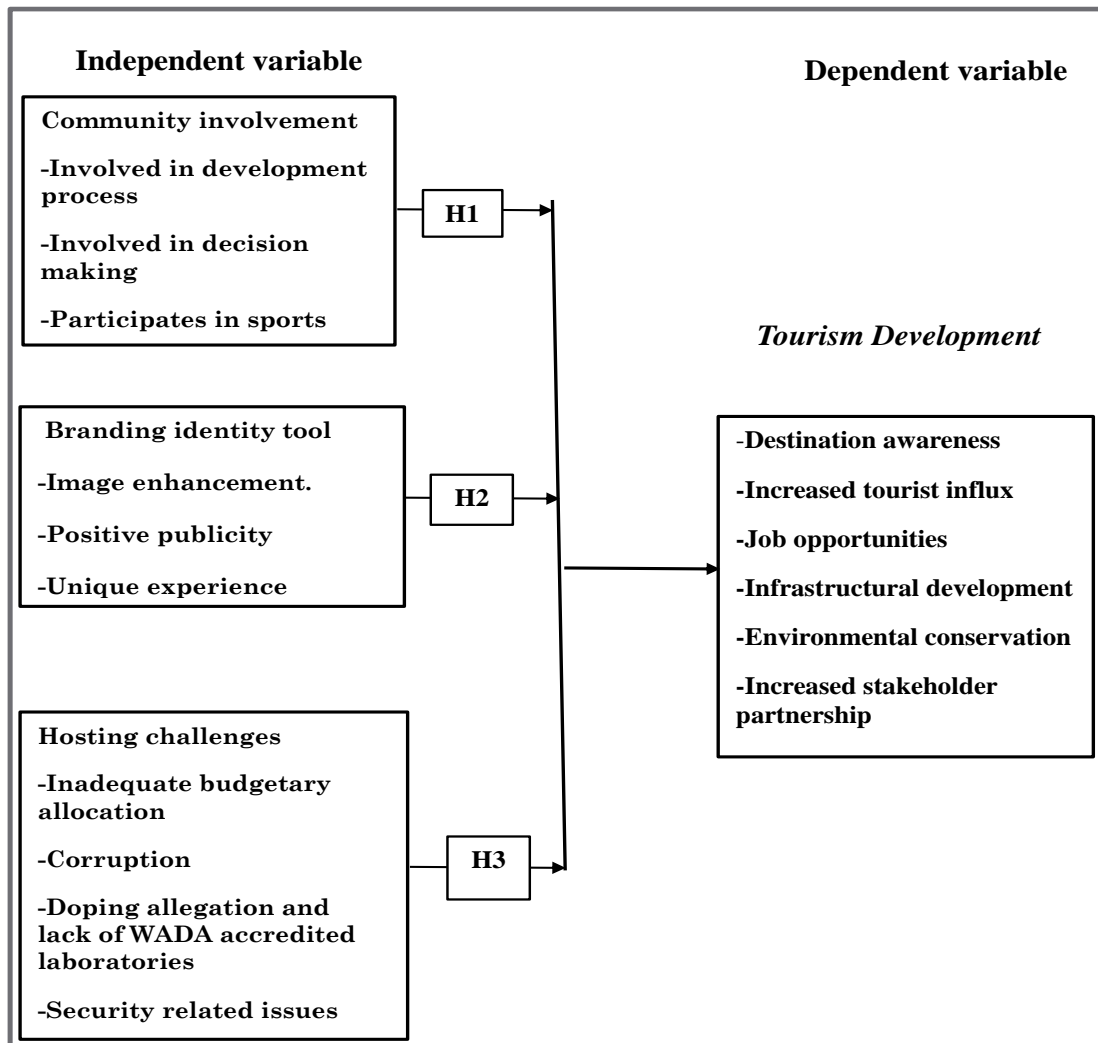 Independent variable
Dependent variable
Community involvement
-Involved in development
process
-Involved in decision
making
-Participates in sports
H1
Tourism Development
Branding identity tool
-Image enhancement.
-Positive publicity
-Unique experience
H2
-Destination awareness
-Increased tourist influx
-Job opportunities
-Infrastructural development
-Environmental conservation
-Increased stakeholder
partnership
Hosting challenges
-Inadequate budgetary
allocation
-Corruption
-Doping allegation and
lack of WADA accredited
laboratories
-Security related issues
H3